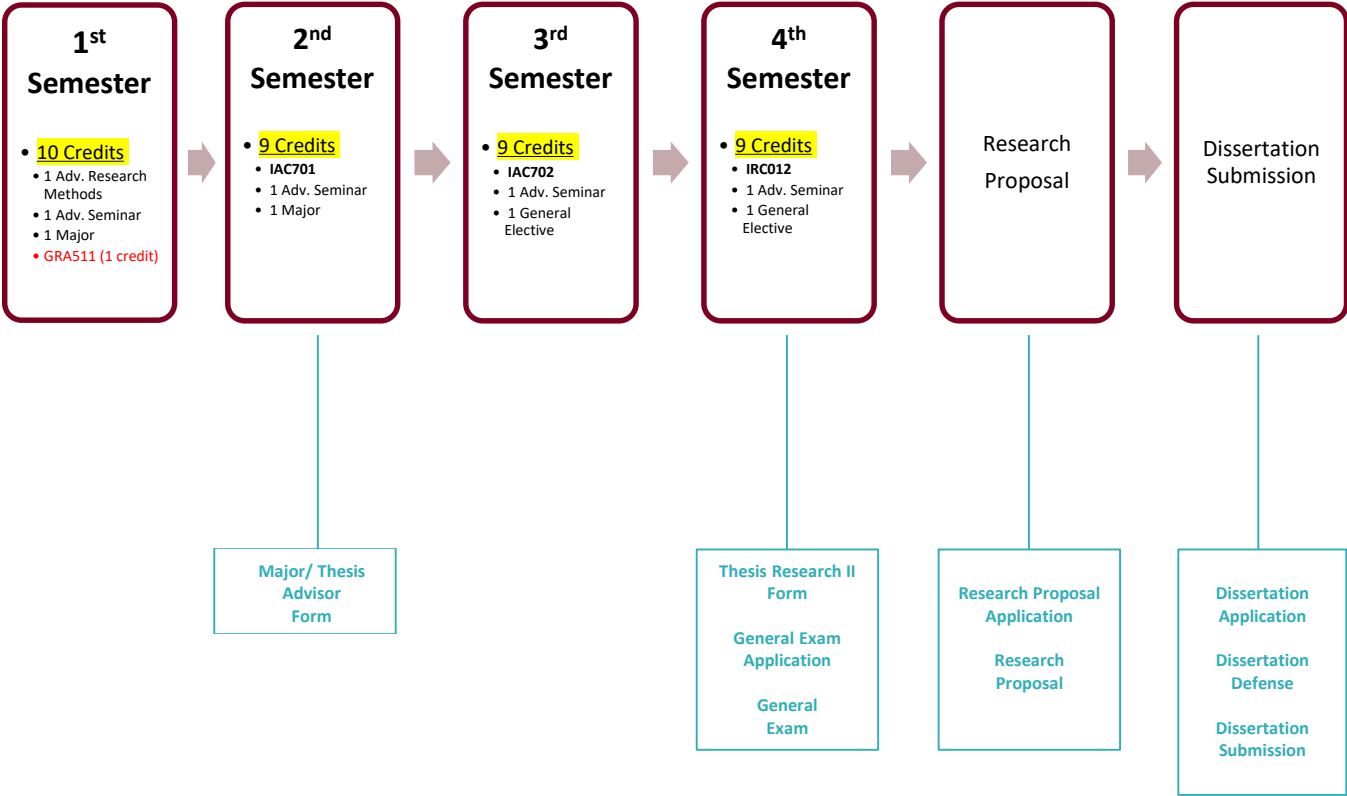 1st
Semester
• 10 Credits
• 1 Adv. Research
Methods
• 1 Adv. Seminar
• 1 Major
• GRA511 (1 credit)
2nd
Semester
• 9 Credits
• IAC701
• 1 Adv. Seminar
• 1 Major
3rd
Semester
• 9 Credits
• IAC702
• 1 Adv. Seminar
• 1 General
Elective
4th
Semester
• 9 Credits
• IRC012
• 1 Adv. Seminar
• 1 General
Elective
Research
Proposal
Dissertation
Submission
Major/ Thesis
Advisor
Form
Thesis Research II
Form
General Exam
Application
General
Exam
Research Proposal
Application
Research
Proposal
Dissertation
Application
Dissertation
Defense
Dissertation
Submission